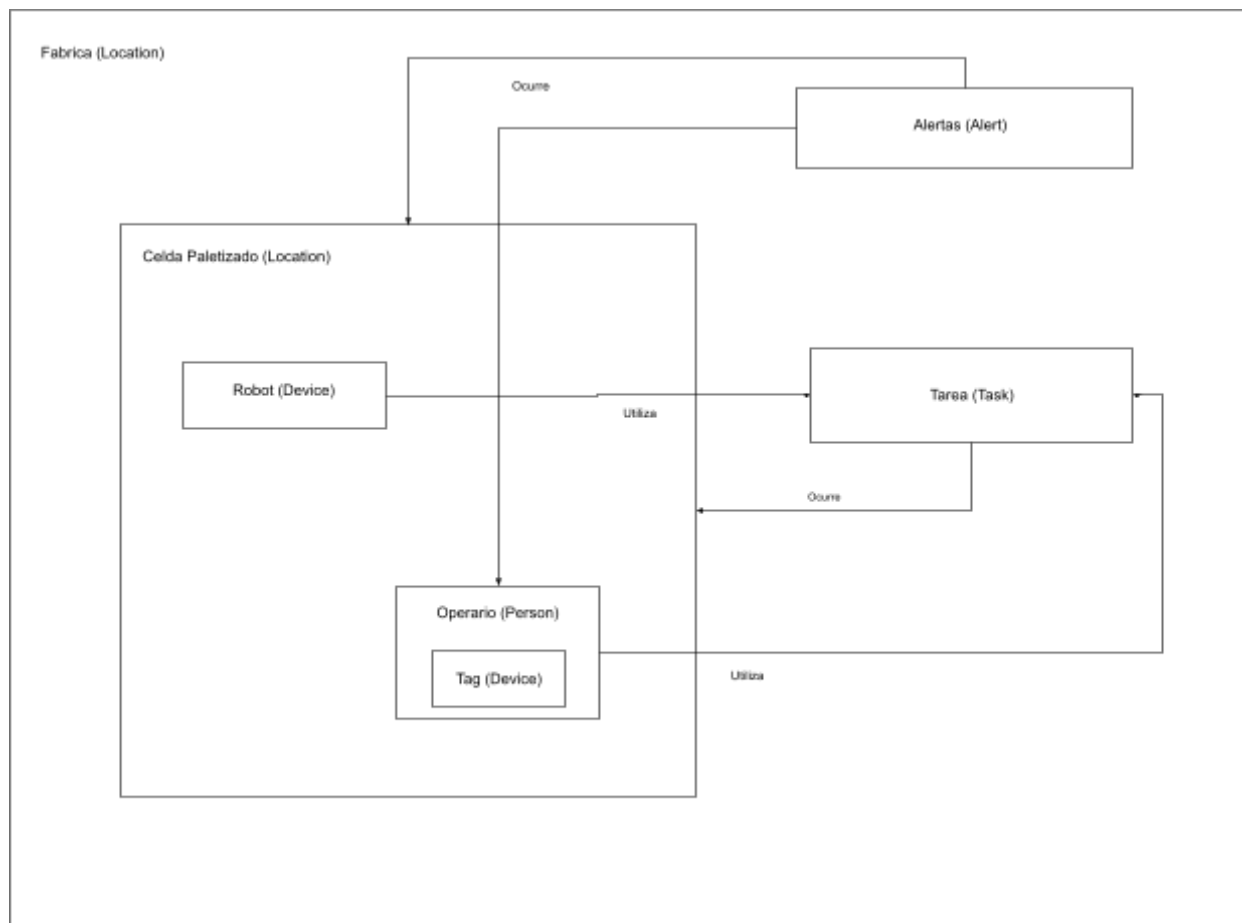 Fabrica (Location)
Ocurre
Alertas (Alert)
Celda Paletizado (Location)
Robot (Device)
Tarea (Task)
Utiliza
Ocurre
Operario (Person)
Tag (Device)
Utiliza